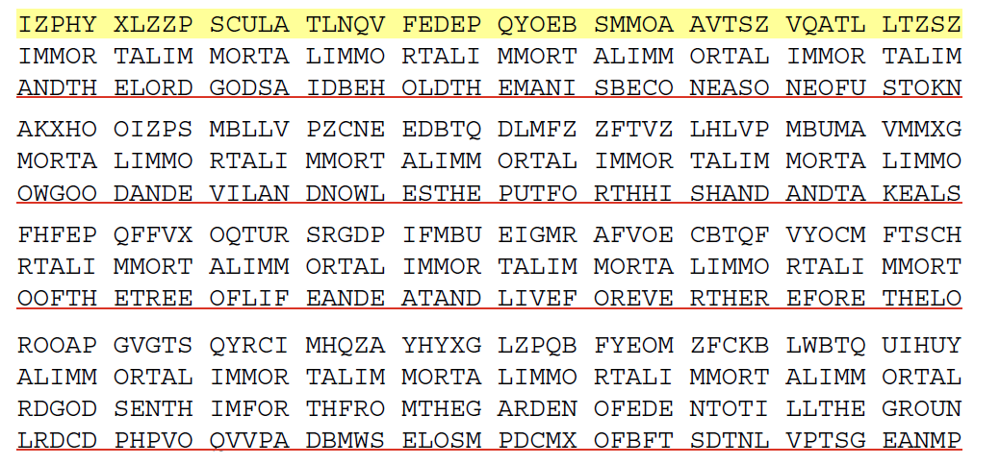 IZPHY XLZZP SCULA TLNQV FEDEP QYOEB SMMOA AVTSZ VQATL LTZSZ
IMMOR TALIM MORTA LIMMO RTALI MMORT ALIMM ORTAL IMMOR TALIM
ANDTH ELORD GODSA IDBEH OLDTH EMANI SBECO NEASO NEOFU STOKN
AKXHO OIZPS MBLLV PZCNE EDBTQ DLMFZ ZFTVZ LHLVP MBUMA VMMXG
MORTA LIMMO RTALI MMORT ALIMM ORTAL IMMOR TALIM MORTA LIMMO
OWGOO DANDE VILAN DNOWL ESTHE PUTFO RTHHI SHAND ANDTA KEALS
FHFEP QFFVX OQTUR SRGDP IFMBU EIGMR AFVOE CBTQF VYOCM FTSCH
RTALI MMORT ALIMM ORTAL IMMOR TALIM MORTA LIMMO RTALI MMORT
OOFTH ETREE OFLIF EANDE ATAND LIVEF OREVE RTHER EFORE THELO
ROOAP GVGTS QYRCI MHQZA YHYXG LZPQB FYEOM ZFCKB LWBTQ UIHUY
ALIMM ORTAL IMMOR TALIM MORTA LIMMO RTALI MMORT ALIMM ORTAL
RDGOD SENTH IMFOR THFRO MTHEG ARDEN OFEDE NTOTI LLTHE GROUN
LRDCD PHPVO QVVPA DBMWS ELOSM PDCMX OFBFT SDTNL VPTSG EANMP